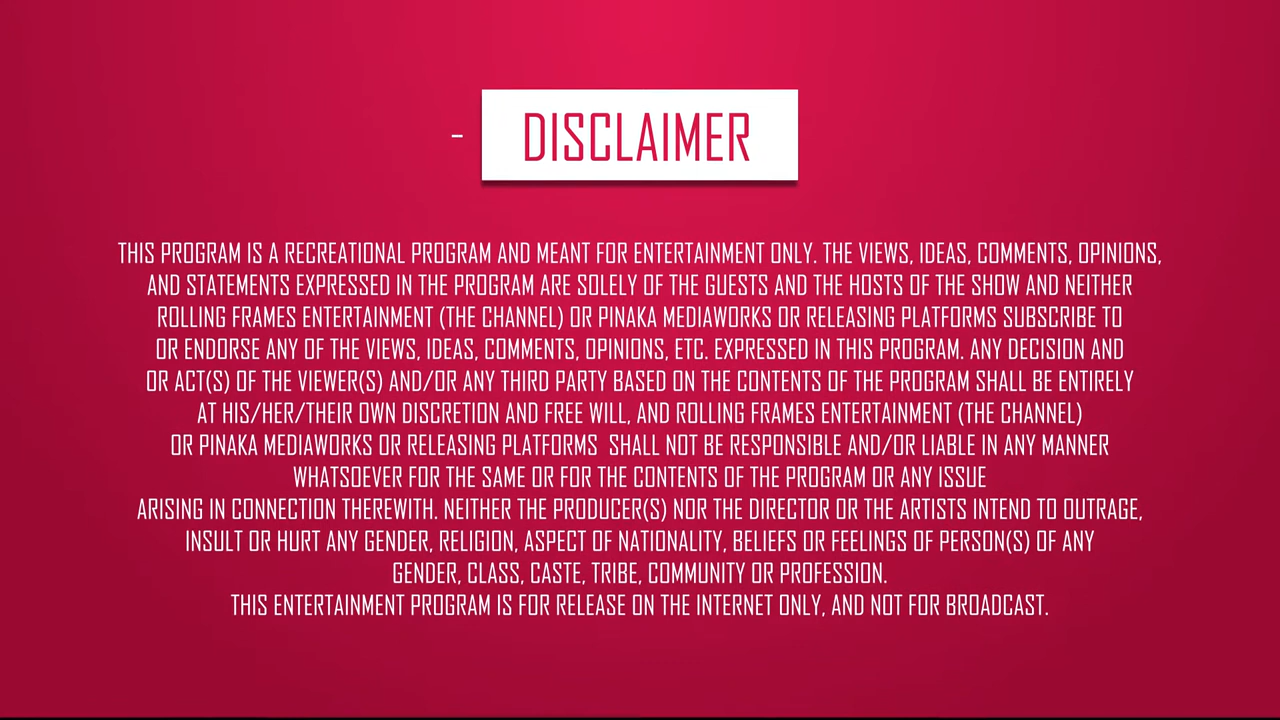 - DISCLAIMER
THIS PROGRAM IS A RECREATIONAL PROGRAM AND MEANT FOR ENTERTAINMENT ONLY. THE VIEWS, IDEAS, COMMENTS, OPINIONS,
AND STATEMENTS EXPRESSED IN THE PROGRAM ARE SOLELY OF THE GUESTS AND THE HOSTS OF THE SHOW AND NEITHER
ROLLING FRAMES ENTERTAINMENT (THE CHANNEL) OR PINAKA MEDIAWORKS OR RELEASING PLATFORMS SUBSCRIBE TO
OR ENDORSE ANY OF THE VIEWS, IDEAS, COMMENTS, OPINIONS, ETC. EXPRESSED IN THIS PROGRAM. ANY DECISION AND
OR ACT(S) OF THE VIEWER(S) AND/OR ANY THIRD PARTY BASED ON THE CONTENTS OF THE PROGRAM SHALL BE ENTIRELY
AT HIS/HER/THEIR OWN DISCRETION AND FREE WILL, AND ROLLING FRAMES ENTERTAINMENT (THE CHANNEL)
OR PINAKA MEDIAWORKS OR RELEASING PLATFORMS  SHALL NOT BE RESPONSIBLE AND/OR LIABLE IN ANY MANNER
WHATSOEVER FOR THE SAME OR FOR THE CONTENTS OF THE PROGRAM OR ANY ISSUE
ARISING IN CONNECTION THEREWITH. NEITHER THE PRODUCER(S) NOR THE DIRECTOR OR THE ARTISTS INTEND TO OUTRAGE,
INSULT OR HURT ANY GENDER, RELIGION, ASPECT OF NATIONALITY, BELIEFS OR FEELINGS OF PERSON(S) OF ANY
GENDER, CLASS, CASTE, TRIBE, COMMUNITY OR PROFESSION.
THIS ENTERTAINMENT PROGRAM IS FOR RELEASE ON THE INTERNET ONLY, AND NOT FOR BROADCAST.